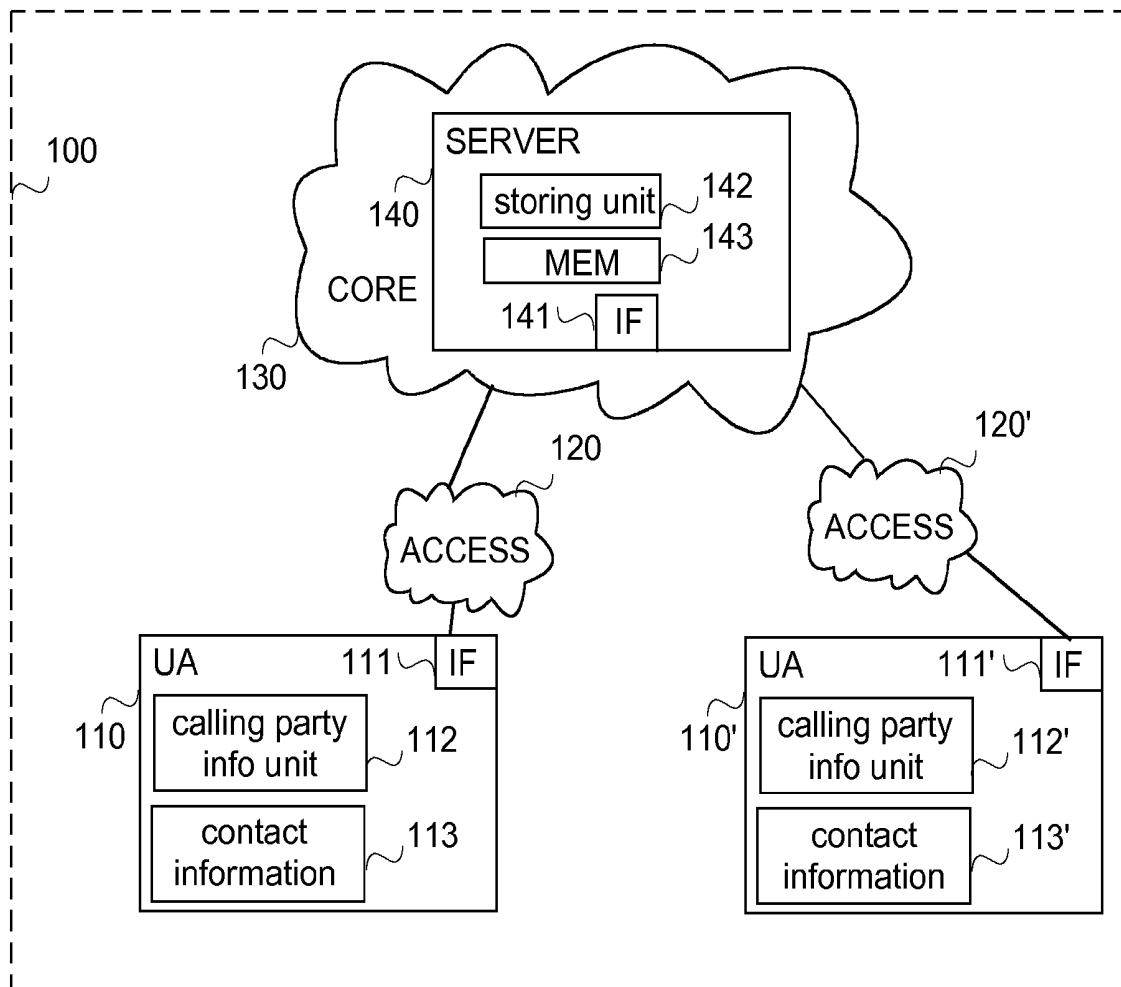 100
SERVER
140
storing unit
142
MEM
143
CORE
141
IF
130
120
120'
ACCESS
ACCESS
UA
111
IF
110
calling party
info unit
112
contact
information
113
UA
111'
IF
110'
calling party
info unit
112'
contact
information
113'